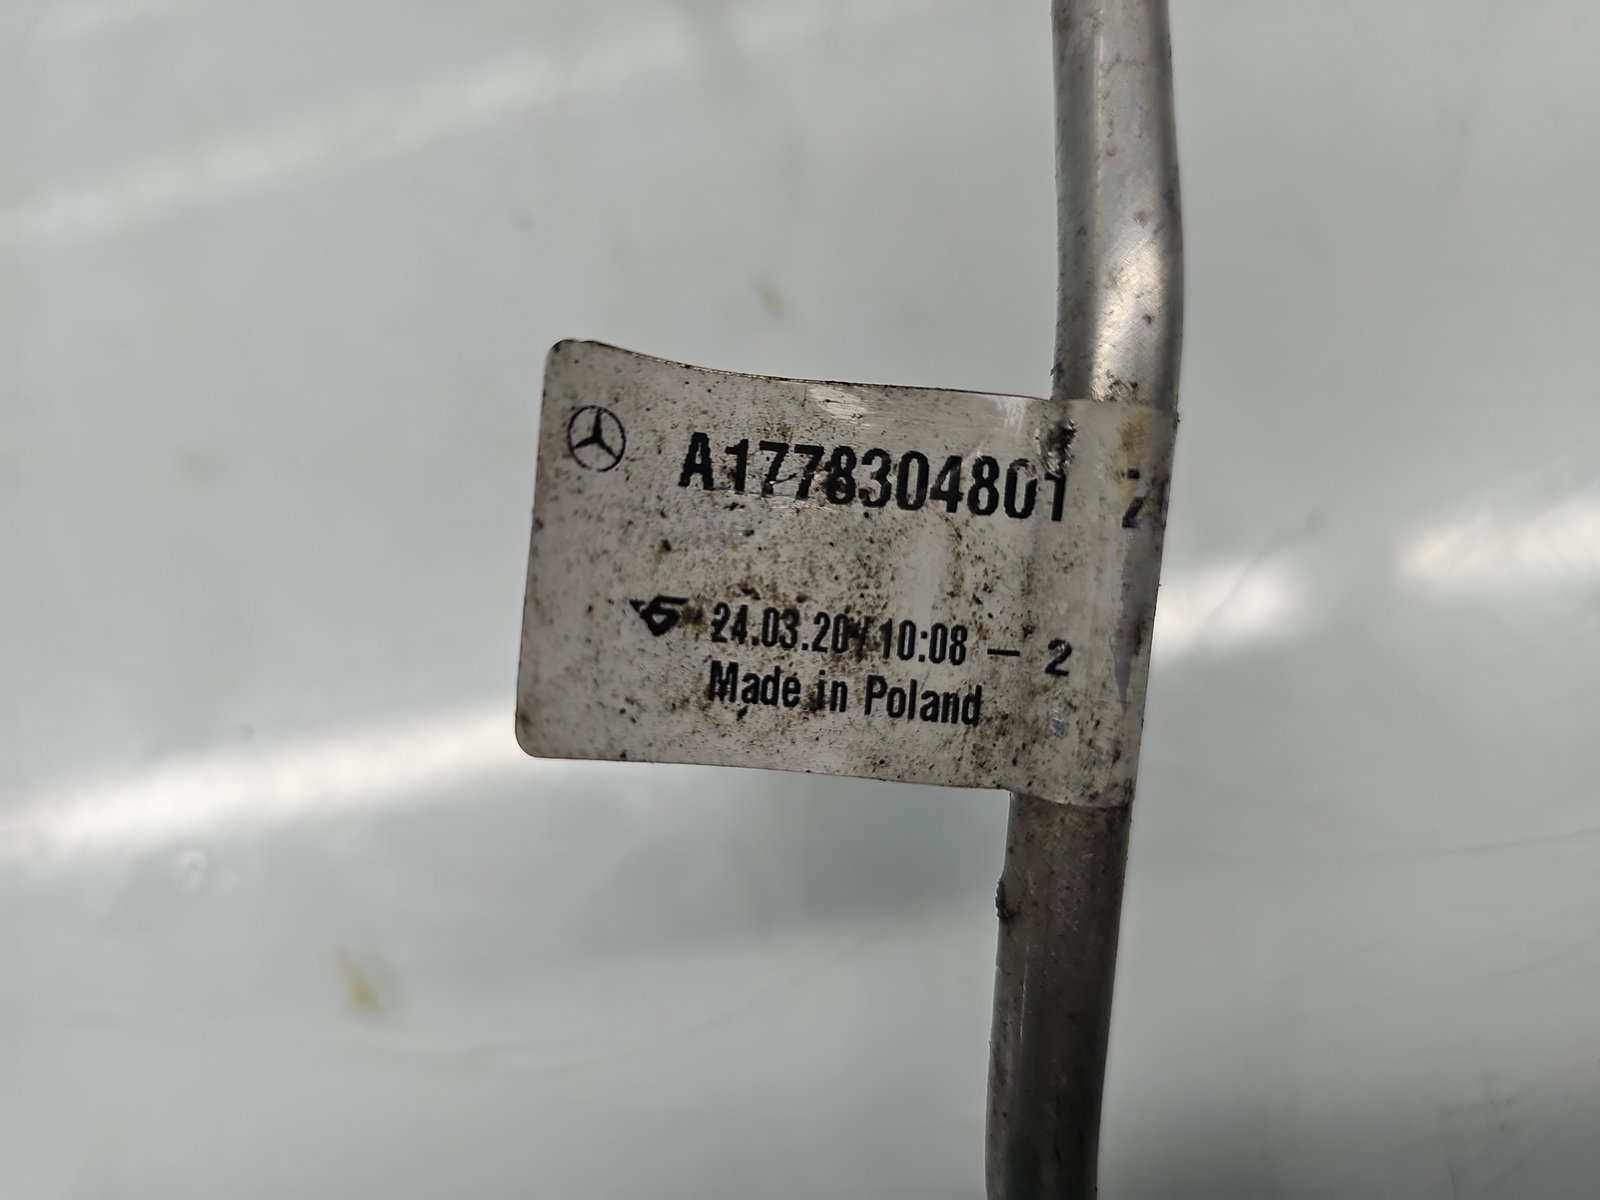 A1778304801
24.03.20/10:08 – 2
Made in Poland